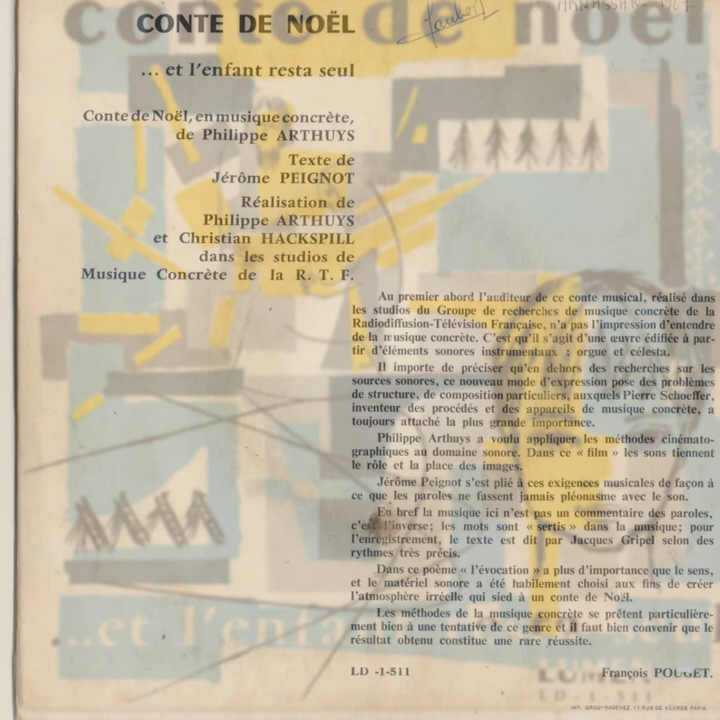 conte de noël
CONTE DE NOËL
... et l'enfant resta seul
Conte de Noël, en musique concrète,
de Philippe ARTHUYS
Texte de
Jérôme PEIGNOT
Réalisation de
Philippe ARTHUYS
et Christian HACKSPILL
dans les studios de
Musique Concrète de la R. T. F.
Au premier abord l'auditeur de ce conte musical, réalisé dans
les studios du Groupe de recherches de musique concrète de la
Radiodiffusion-Télévision Française, n'a pas l'impression d'entendre
de la musique concrète. C'est qu'il s'agit d'une œuvre édifiée à par-
tir d'éléments sonores instrumentaux : orgue et célesta.
Il importe de préciser qu'en dehors des recherches sur les
sources sonores, ce nouveau mode d'expression pose des problèmes
de structure, de composition particuliers, auxquels Pierre Schoeffer,
inventeur des procédés et des appareils de musique concrète, a
toujours attaché la plus grande importance.
Philippe Arthuys a voulu appliquer les méthodes cinémato-
graphiques au domaine sonore. Dans ce « film » les sons tiennent
le rôle et la place des images.
Jérôme Peignot s'est plié à ces exigences musicales de façon à
ce que les paroles ne fassent jamais pléonasme avec le son.
En bref la musique ici n'est pas un commentaire des paroles,
c'est l'inverse; les mots sont « sertis » dans la musique; pour
l'enregistrement, le texte est dit par Jacques Gripel selon des
rythmes très précis.
Dans ce poème « l'évocation » a plus d'importance que le sens,
et le matériel sonore a été habilement choisi aux fins de créer
l'atmosphère irréelle qui sied à un conte de Noël.
Les méthodes de la musique concrète se prêtent particulière-
ment bien à une tentative de ce genre et il faut bien convenir que le
résultat obtenu constitue une rare réussite.
...et l'enfa
LD -1-511
François POUGET.
LUMEN
LD-1-511